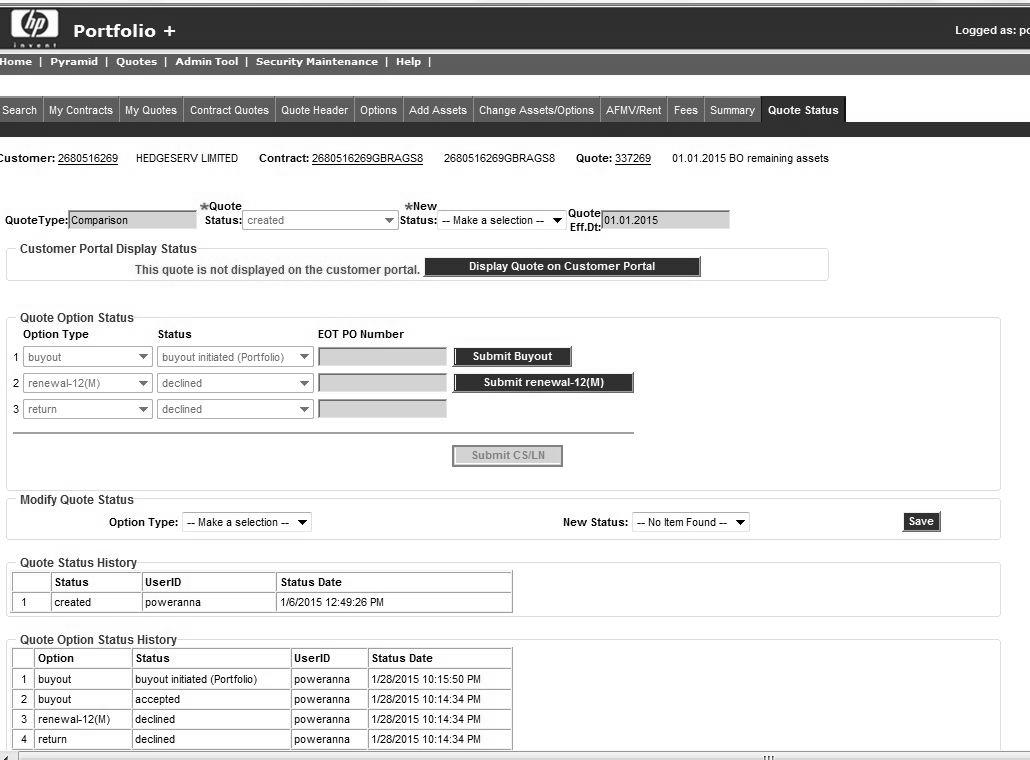 hp
invent
Portfolio +
Logged as: po
Home | Pyramid | Quotes | Admin Tool | Security Maintenance | Help |
Search My Contracts My Quotes Contract Quotes Quote Header Options Add Assets Change Assets/Options AFMV/Rent Fees Summary Quote Status
Customer: 2680516269 HEDGESERV LIMITED Contract: 2680516269GBRAGS8 2680516269GBRAGS8 Quote: 337269 01.01.2015 BO remaining assets
QuoteType: Comparison *Quote Status: created *New Status: -- Make a selection -- Quote Eff.Dt: 01.01.2015
Customer Portal Display Status
This quote is not displayed on the customer portal. Display Quote on Customer Portal
Quote Option Status
Option Type Status EOT PO Number
1 buyout buyout initiated (Portfolio) Submit Buyout
2 renewal-12(M) declined Submit renewal-12(M)
3 return declined
Submit CS/LN
Modify Quote Status
Option Type: -- Make a selection -- New Status: -- No Item Found -- Save
Quote Status History
Status UserID Status Date
1 created poweranna 1/6/2015 12:49:26 PM
Quote Option Status History
Option Status UserID Status Date
1 buyout buyout initiated (Portfolio) poweranna 1/28/2015 10:15:50 PM
2 buyout accepted poweranna 1/28/2015 10:14:34 PM
3 renewal-12(M) declined poweranna 1/28/2015 10:14:34 PM
4 return declined poweranna 1/28/2015 10:14:34 PM